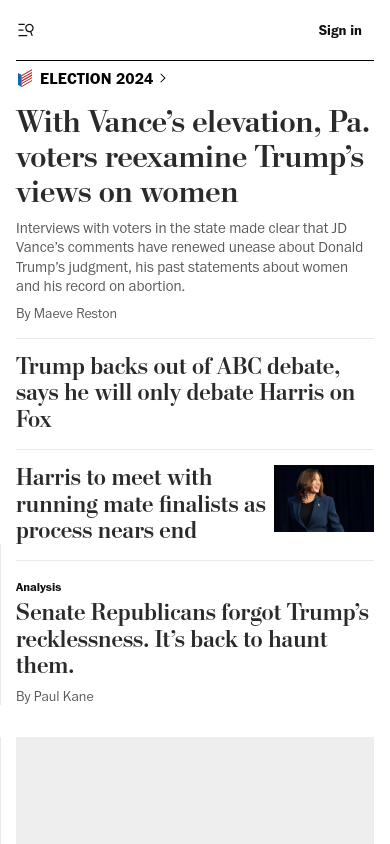 Sign in
ELECTION 2024
With Vance’s elevation, Pa.
voters reexamine Trump’s
views on women
Interviews with voters in the state made clear that JD
Vance’s comments have renewed unease about Donald
Trump’s judgment, his past statements about women
and his record on abortion.
By Maeve Reston
Trump backs out of ABC debate,
says he will only debate Harris on
Fox
Harris to meet with
running mate finalists as
process nears end
Analysis
Senate Republicans forgot Trump’s
recklessness. It’s back to haunt
them.
By Paul Kane